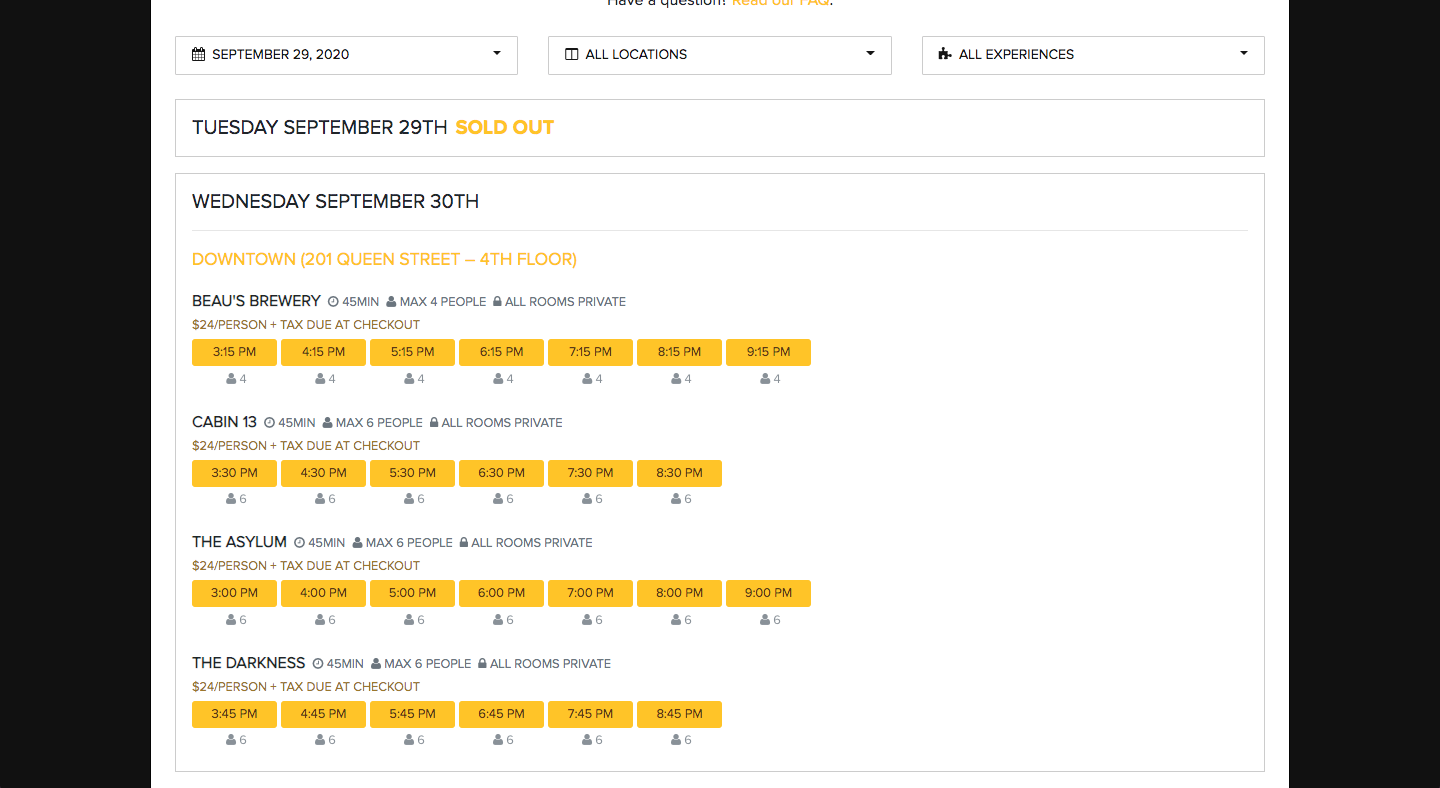 Have a question? Read our FAQ.
SEPTEMBER 29, 2020 ALL LOCATIONS ALL EXPERIENCES
TUESDAY SEPTEMBER 29TH SOLD OUT
WEDNESDAY SEPTEMBER 30TH
DOWNTOWN (201 QUEEN STREET – 4TH FLOOR)
BEAU'S BREWERY 45MIN MAX 4 PEOPLE ALL ROOMS PRIVATE
$24/PERSON + TAX DUE AT CHECKOUT
3:15 PM 4:15 PM 5:15 PM 6:15 PM 7:15 PM 8:15 PM 9:15 PM
4 4 4 4 4 4 4
CABIN 13 45MIN MAX 6 PEOPLE ALL ROOMS PRIVATE
$24/PERSON + TAX DUE AT CHECKOUT
3:30 PM 4:30 PM 5:30 PM 6:30 PM 7:30 PM 8:30 PM
6 6 6 6 6 6
THE ASYLUM 45MIN MAX 6 PEOPLE ALL ROOMS PRIVATE
$24/PERSON + TAX DUE AT CHECKOUT
3:00 PM 4:00 PM 5:00 PM 6:00 PM 7:00 PM 8:00 PM 9:00 PM
6 6 6 6 6 6 6
THE DARKNESS 45MIN MAX 6 PEOPLE ALL ROOMS PRIVATE
$24/PERSON + TAX DUE AT CHECKOUT
3:45 PM 4:45 PM 5:45 PM 6:45 PM 7:45 PM 8:45 PM
6 6 6 6 6 6